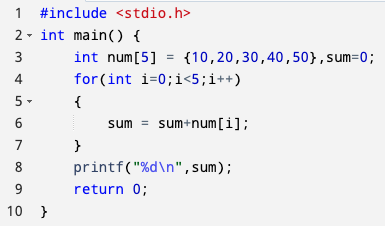 1 #include <stdio.h>
2 int main() {
3     int num[5] = {10,20,30,40,50},sum=0;
4     for(int i=0;i<5;i++)
5     {
6         sum = sum+num[i];
7     }
8     printf("%d\n",sum);
9     return 0;
10 }